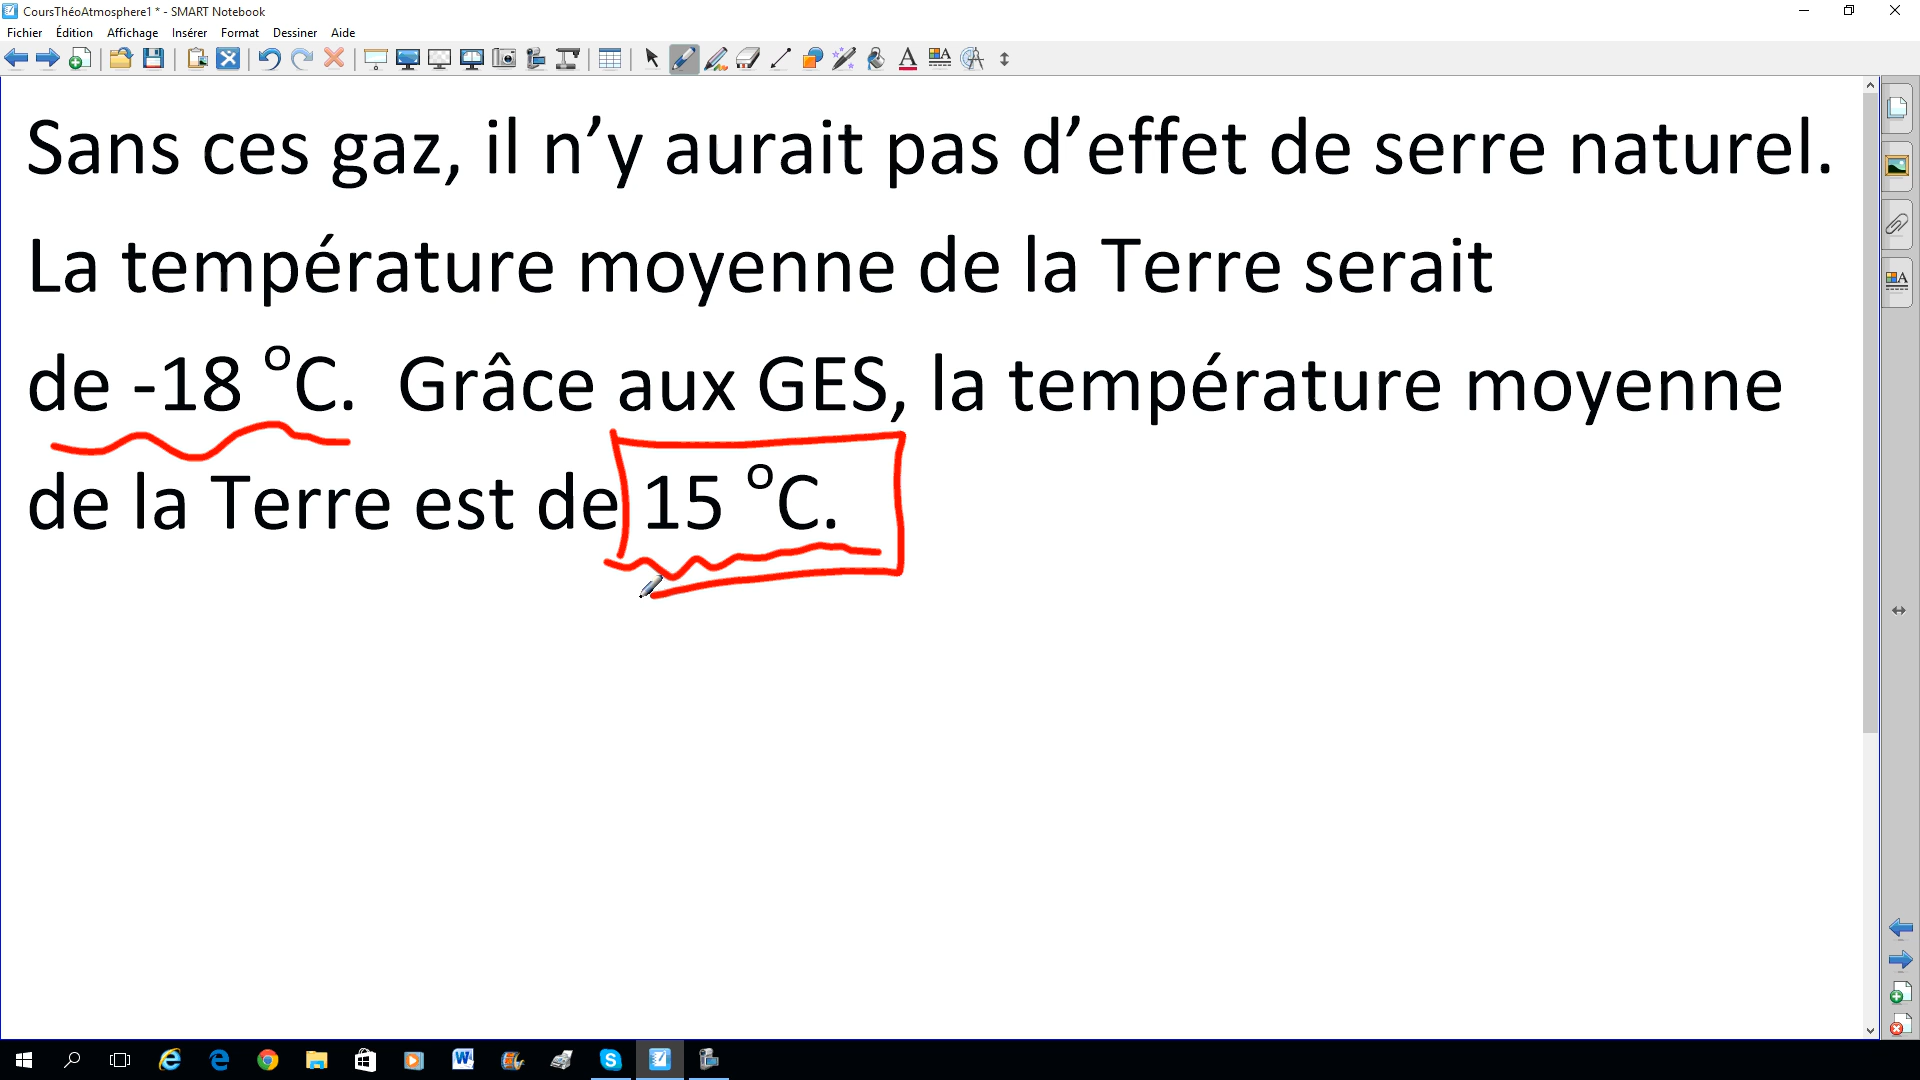 CoursThéoAtmosphere1 * - SMART Notebook
Fichier Édition Affichage Insérer Format Dessiner Aide
Sans ces gaz, il n’y aurait pas d’effet de serre naturel.
La température moyenne de la Terre serait
de -18 °C. Grâce aux GES, la température moyenne
de la Terre est de 15 °C.